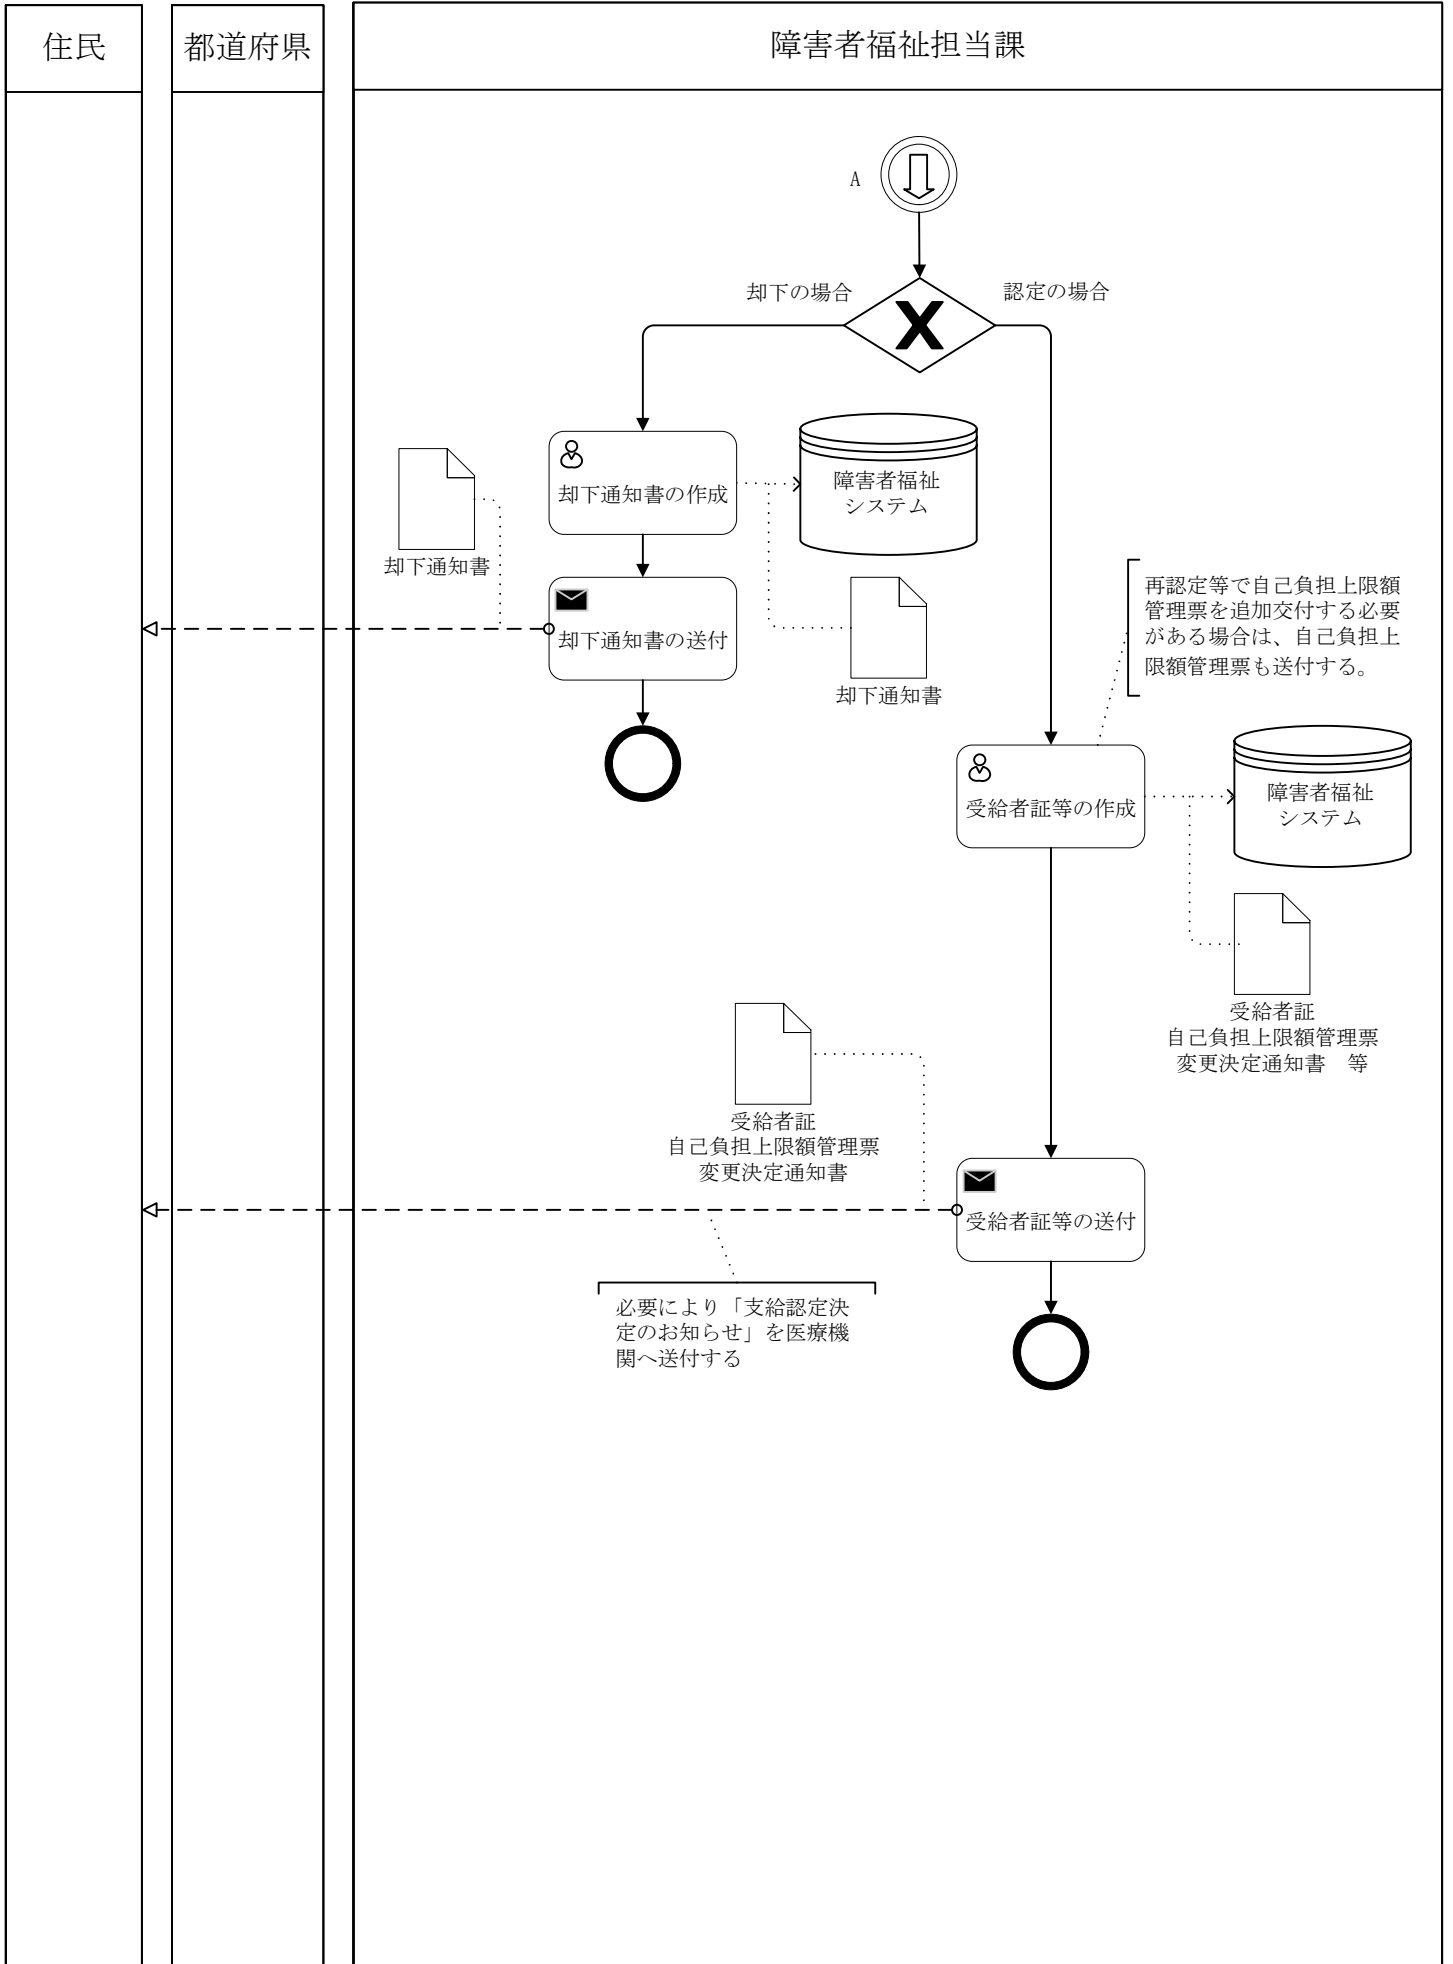 住民
都道府県
障害者福祉担当課
A
却下の場合
認定の場合
却下通知書の作成
障害者福祉
システム
却下通知書
却下通知書の送付
却下通知書
再認定等で自己負担上限額
管理票を追加交付する必要
がある場合は、自己負担上
限額管理票も送付する。
受給者証等の作成
障害者福祉
システム
受給者証
自己負担上限額管理票
変更決定通知書　等
受給者証
自己負担上限額管理票
変更決定通知書
受給者証等の送付
必要により「支給認定決
定のお知らせ」を医療機
関へ送付する